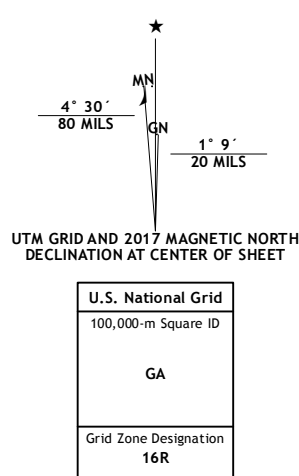 ★
MN
4° 30´
80 MILS
GN
1° 9´
20 MILS
UTM GRID AND 2017 MAGNETIC NORTH
DECLINATION AT CENTER OF SHEET
U.S. National Grid
100,000-m Square ID
GA
Grid Zone Designation
16R